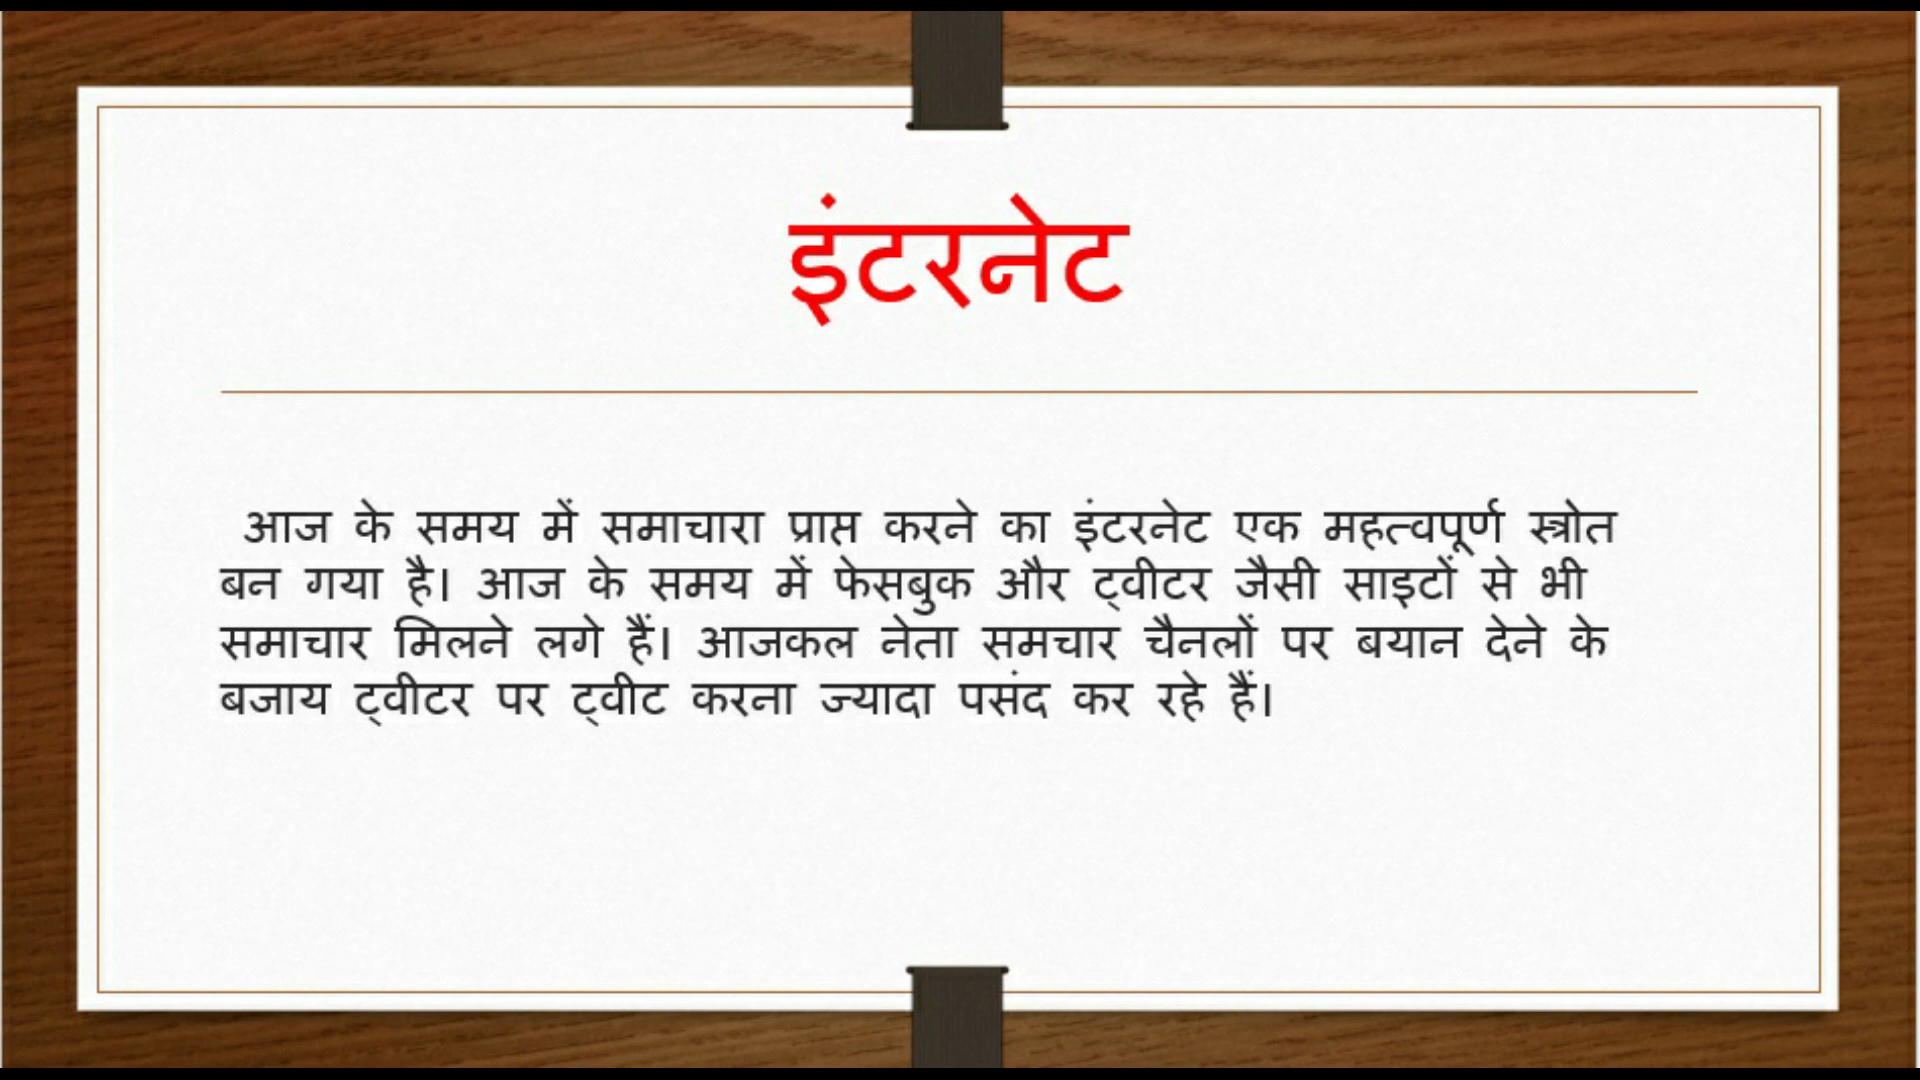 इंटरनेट
आज के समय में समाचारा प्राप्त करने का इंटरनेट एक महत्वपूर्ण स्त्रोत
बन गया है। आज के समय में फेसबुक और ट्वीटर जैसी साइटों से भी
समाचार मिलने लगे हैं। आजकल नेता समचार चैनलों पर बयान देने के
बजाय ट्वीटर पर ट्वीट करना ज्यादा पसंद कर रहे हैं।